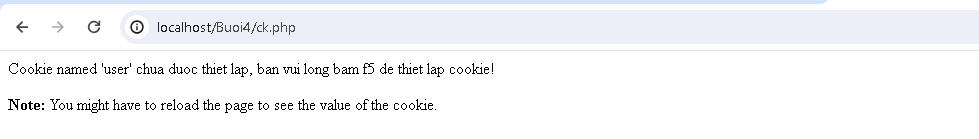 localhost/Buoi4/ck.php
Cookie named 'user' chua duoc thiet lap, ban vui long bam f5 de thiet lap cookie!
Note: You might have to reload the page to see the value of the cookie.